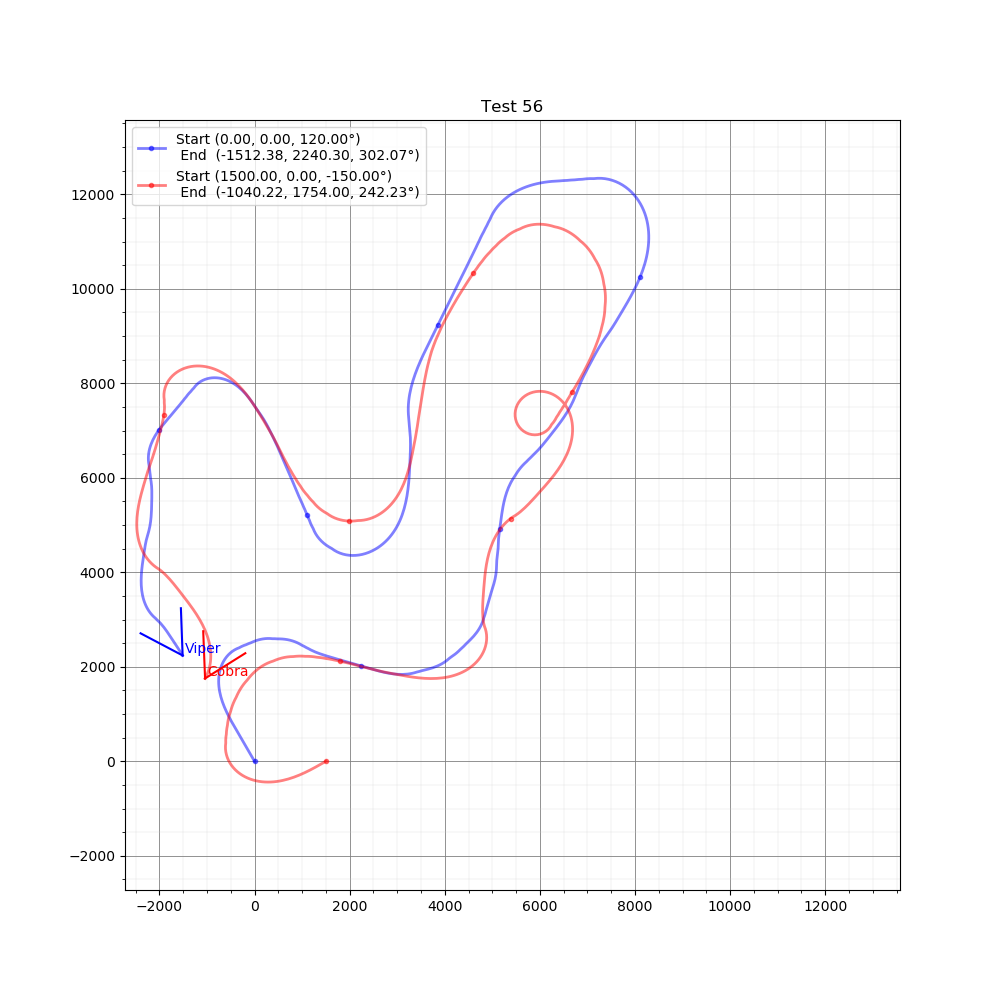 Test 56
Start (0.00, 0.00, 120.00°)
End  (-1512.38, 2240.30, 302.07°)
Start (1500.00, 0.00, -150.00°)
End  (-1040.22, 1754.00, 242.23°)
12000
10000
8000
6000
4000
2000
0
−2000
Viper
Cobra
−2000 0 2000 4000 6000 8000 10000 12000